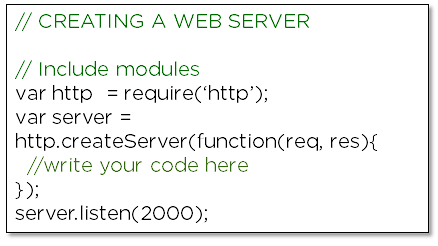 // CREATING A WEB SERVER
// Include modules
var http  = require(‘http’);
var server =
http.createServer(function(req, res){
  //write your code here
});
server.listen(2000);